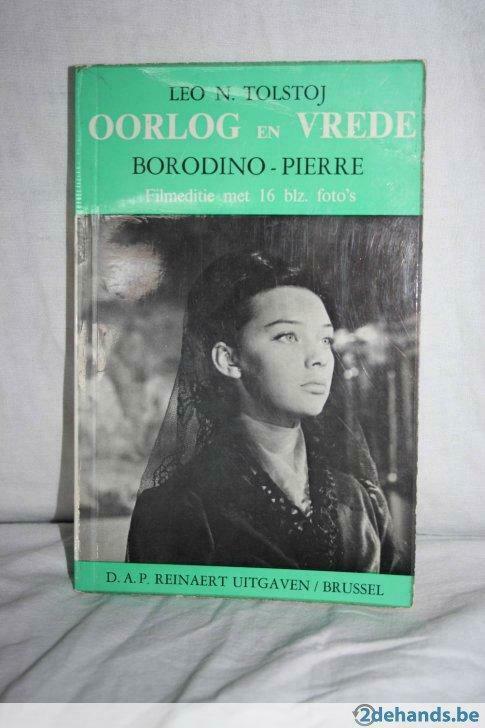 LEO N. TOLSTOJ
OORLOG EN VREDE
BORODINO - PIERRE
Filmeditie met 16 blz. foto's
D. A. P. REINAERT UITGAVEN / BRUSSEL
2dehands.be